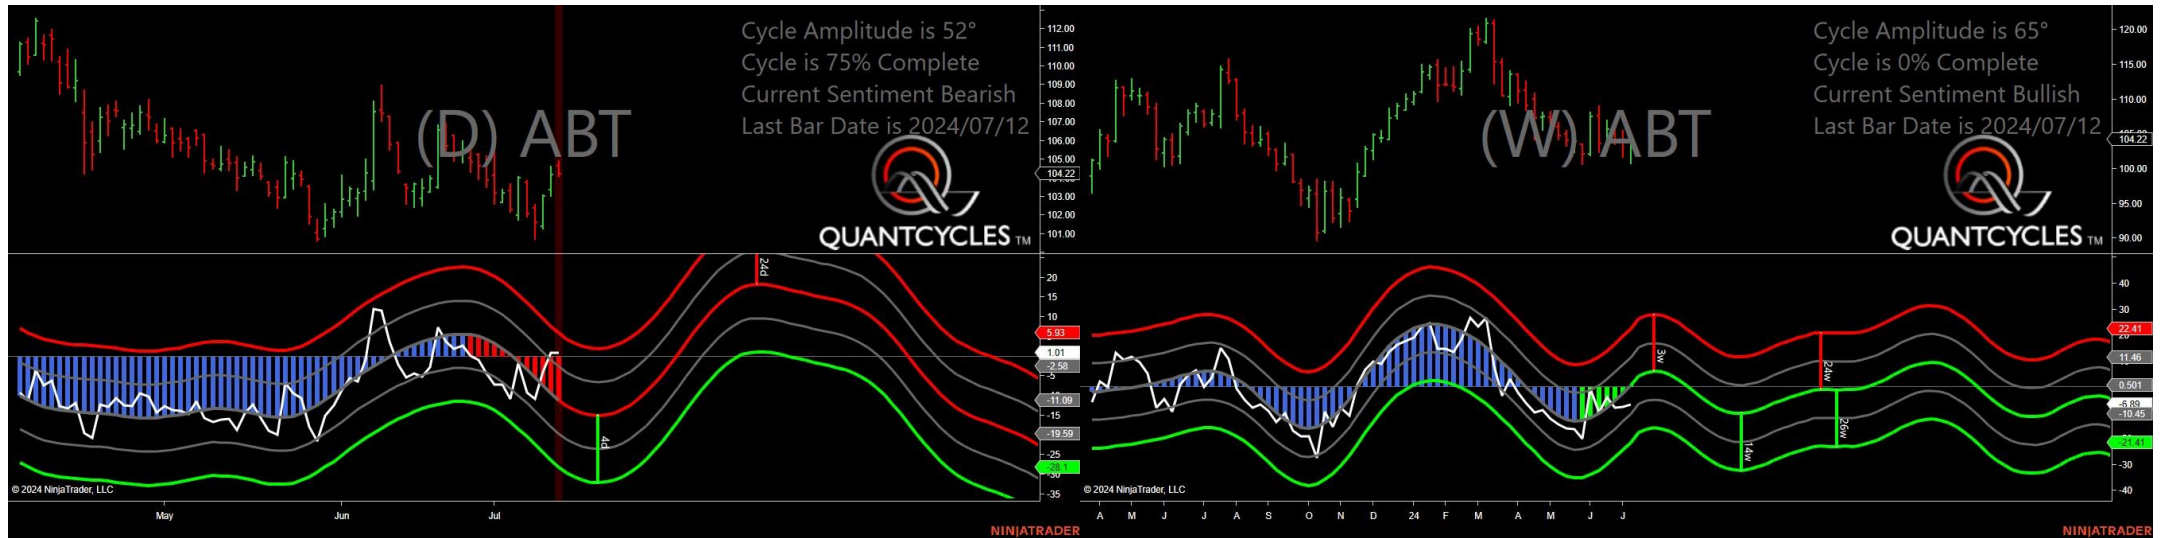 Cycle Amplitude is 52°
Cycle is 75% Complete
Current Sentiment Bearish
Last Bar Date is 2024/07/12
(D) ABT
QUANTCYCLES TM
112.00
111.00
110.00
109.00
108.00
107.00
106.00
105.00
104.22
103.00
102.00
101.00
24d
4d
20
15
10
5.93
1.01
-2.58
-5
-11.09
-15
-19.59
-25
-28.1
-35
© 2024 NinjaTrader, LLC
May Jun Jul
NINJATRADER
Cycle Amplitude is 65°
Cycle is 0% Complete
Current Sentiment Bullish
Last Bar Date is 2024/07/12
(W) ABT
QUANTCYCLES TM
120.00
115.00
110.00
104.22
100.00
95.00
90.00
3w
14w
24w
26w
40
30
22.41
11.46
0.501
-6.89
-10.45
-21.41
-30
-40
© 2024 NinjaTrader, LLC
A M J J A S O N D 24 F M A M J J
NINJATRADER